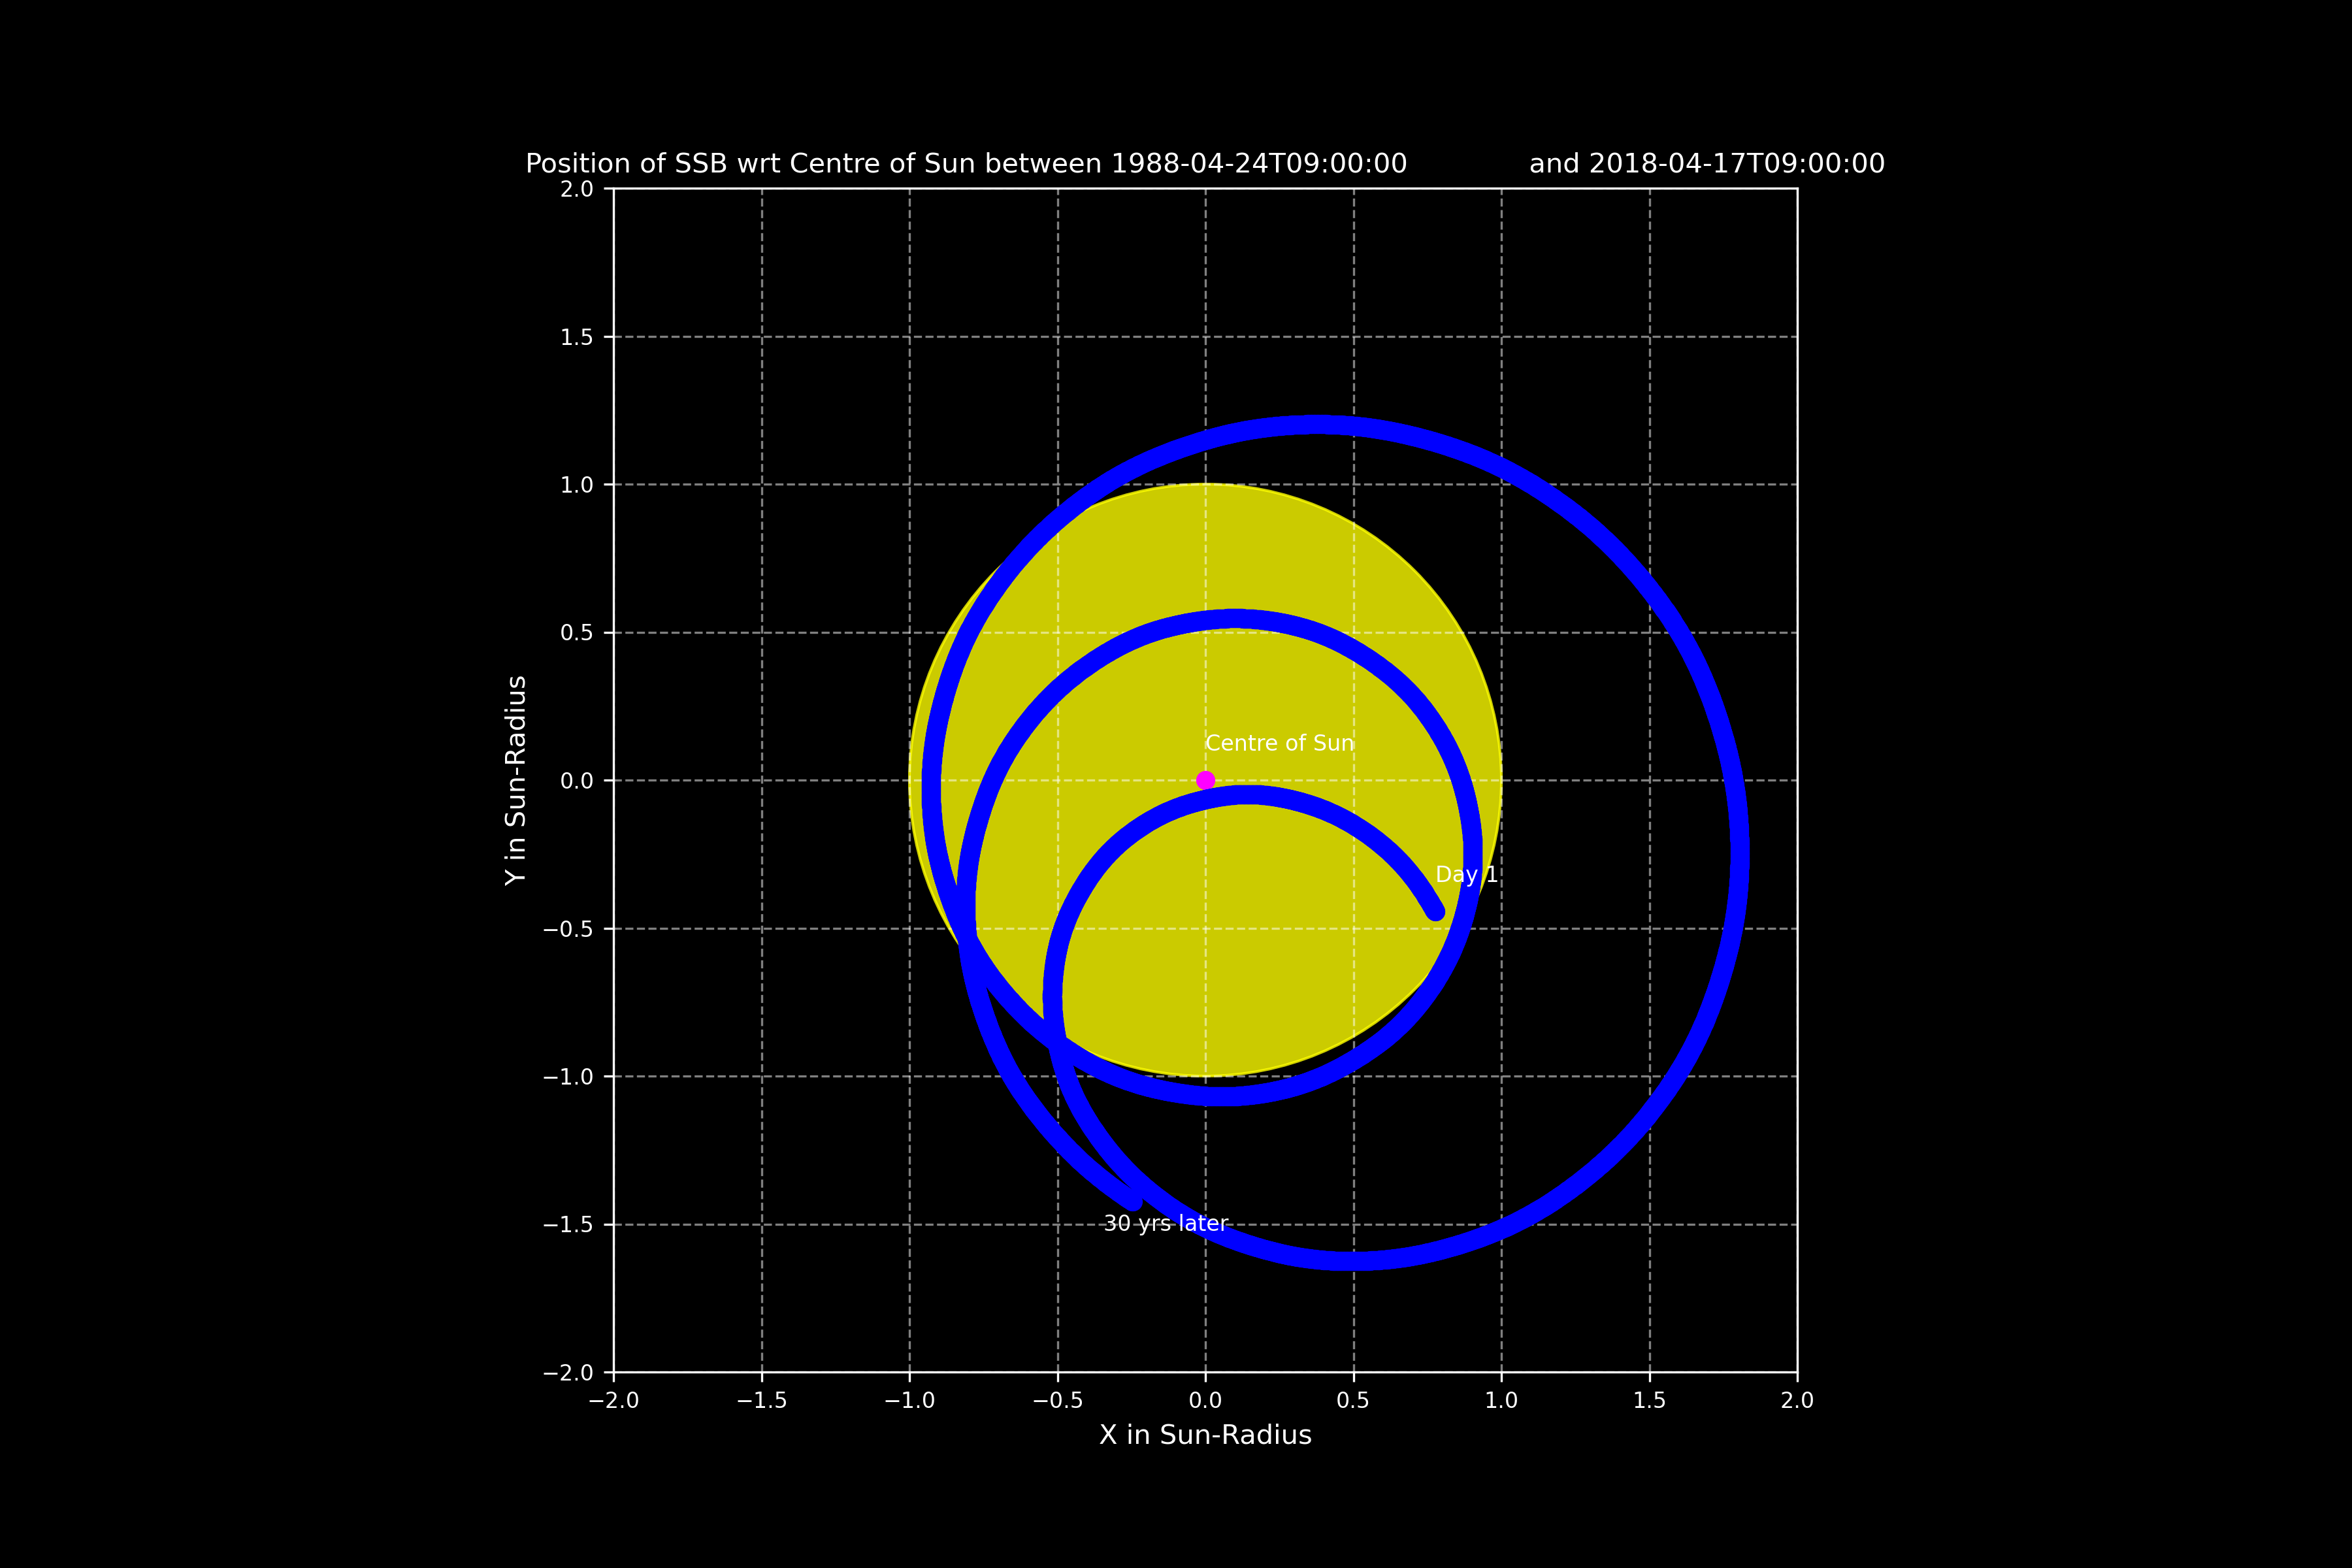 Position of SSB wrt Centre of Sun between 1988-04-24T09:00:00 and 2018-04-17T09:00:00
2.0
1.5
1.0
0.5
0.0
−0.5
−1.0
−1.5
−2.0
Y in Sun-Radius
Centre of Sun
Day 1
30 yrs later
−2.0 −1.5 −1.0 −0.5 0.0 0.5 1.0 1.5 2.0
X in Sun-Radius